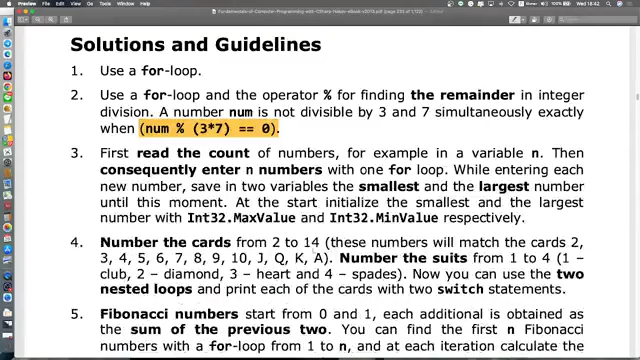 Preview File Edit View Go Tools Window Help
Solutions and Guidelines
1. Use a for-loop.
2. Use a for-loop and the operator % for finding the remainder in integer
division. A number num is not divisible by 3 and 7 simultaneously exactly
when (num % (3*7) == 0).
3. First read the count of numbers, for example in a variable n. Then
consequently enter n numbers with one for loop. While entering each
new number, save in two variables the smallest and the largest number
until this moment. At the start initialize the smallest and the largest
number with Int32.MaxValue and Int32.MinValue respectively.
4. Number the cards from 2 to 14 (these numbers will match the cards 2,
3, 4, 5, 6, 7, 8, 9, 10, J, Q, K, A). Number the suits from 1 to 4 (1 –
club, 2 – diamond, 3 – heart and 4 – spades). Now you can use the two
nested loops and print each of the cards with two switch statements.
5. Fibonacci numbers start from 0 and 1, each additional is obtained as
the sum of the previous two. You can find the first n Fibonacci
numbers with a for-loop from 1 to n, and at each iteration calculate the